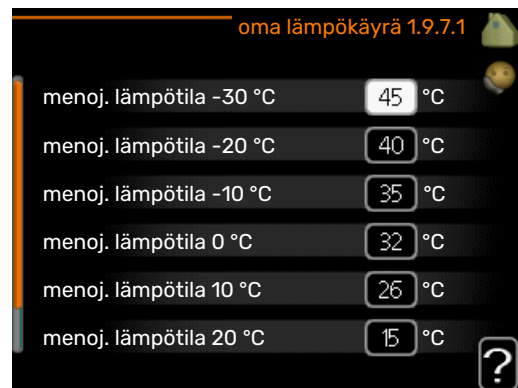 oma lämpökäyrä 1.9.7.1
menoj. lämpötila -30 °C 45 °C
menoj. lämpötila -20 °C 40 °C
menoj. lämpötila -10 °C 35 °C
menoj. lämpötila 0 °C 32 °C
menoj. lämpötila 10 °C 26 °C
menoj. lämpötila 20 °C 15 °C
?